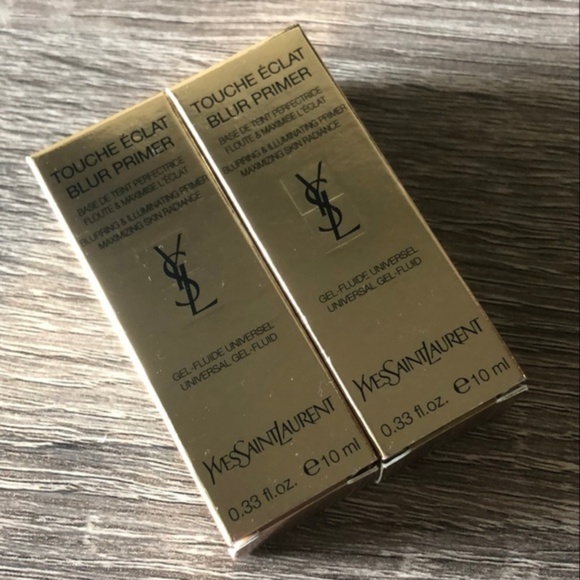 TOUCHE ÉCLAT
BLUR PRIMER
BASE DE TEINT PERFECTRICE
FLOUTE & MAXIMISE L'ÉCLAT
BLURRING & ILLUMINATING PRIMER
MAXIMIZING SKIN RADIANCE
YSL
GEL-FLUIDE UNIVERSEL
UNIVERSAL GEL-FLUID
YVESSAINTLAURENT
0.33 fl.oz. ℮10 ml
TOUCHE ÉCLAT
BLUR PRIMER
BASE DE TEINT PERFECTRICE
FLOUTE & MAXIMISE L'ÉCLAT
BLURRING & ILLUMINATING PRIMER
MAXIMIZING SKIN RADIANCE
YSL
GEL-FLUIDE UNIVERSEL
UNIVERSAL GEL-FLUID
YVESSAINTLAURENT
0.33 fl.oz. ℮10 ml